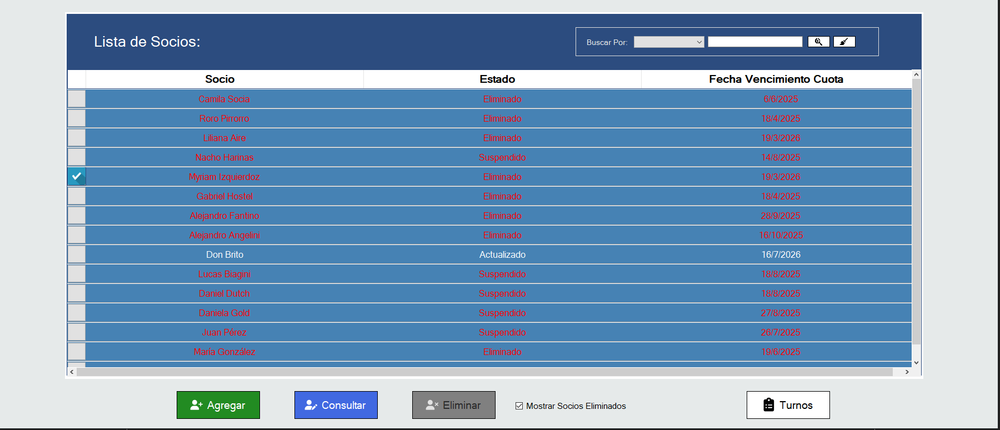 Lista de Socios:
Buscar Por:
Socio Estado Fecha Vencimiento Cuota
Camila Socia Eliminado 6/6/2025
Roro Pirrorro Eliminado 18/4/2025
Liliana Aire Eliminado 19/3/2026
Nacho Harinas Suspendido 14/8/2025
Myriam Izquierdoz Eliminado 19/3/2026
Gabriel Hostel Eliminado 18/4/2025
Alejandro Fantino Eliminado 28/9/2025
Alejandro Angelini Eliminado 16/10/2025
Don Brito Actualizado 16/7/2026
Lucas Biagini Suspendido 18/8/2025
Daniel Dutch Suspendido 18/8/2025
Daniela Gold Suspendido 27/8/2025
Juan Pérez Suspendido 26/7/2025
María González Eliminado 19/6/2025
Agregar Consultar Eliminar Mostrar Socios Eliminados Turnos